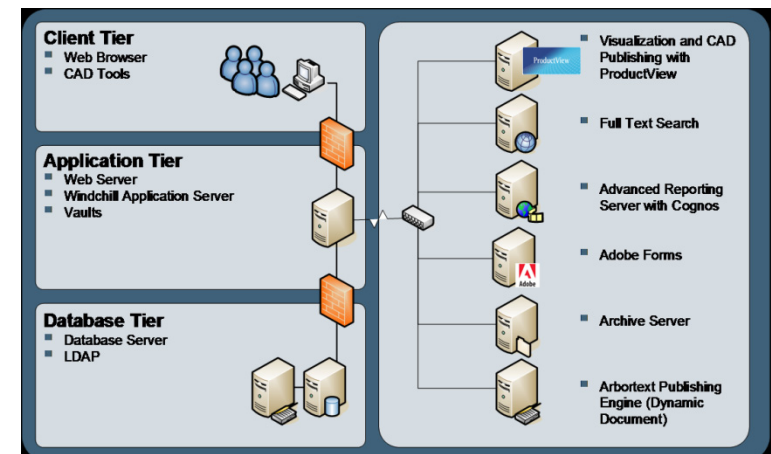 Client Tier
Web Browser
CAD Tools
Application Tier
Web Server
Windchill Application Server
Vaults
Database Tier
Database Server
LDAP
ProductView
Visualization and CAD
Publishing with
ProductView
Full Text Search
Advanced Reporting
Server with Cognos
Adobe
Adobe Forms
Archive Server
Arbortext Publishing
Engine (Dynamic
Document)